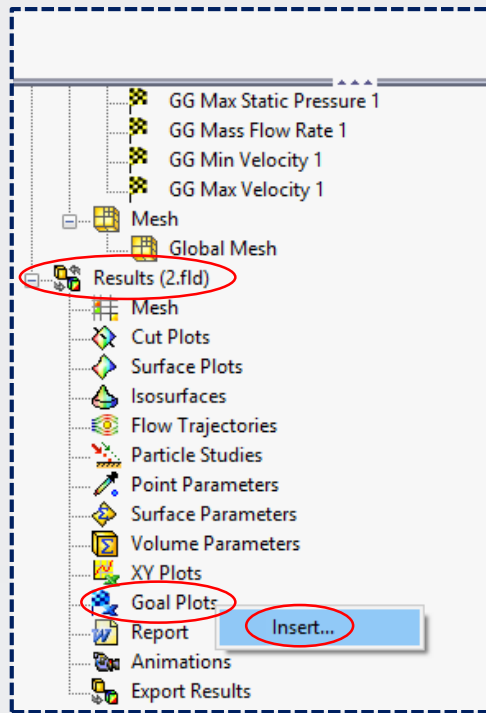 GG Max Static Pressure 1
GG Mass Flow Rate 1
GG Min Velocity 1
GG Max Velocity 1
Mesh
Global Mesh
Results (2.fld)
Mesh
Cut Plots
Surface Plots
Isosurfaces
Flow Trajectories
Particle Studies
Point Parameters
Surface Parameters
Volume Parameters
XY Plots
Goal Plots
Insert...
Report
Animations
Export Results